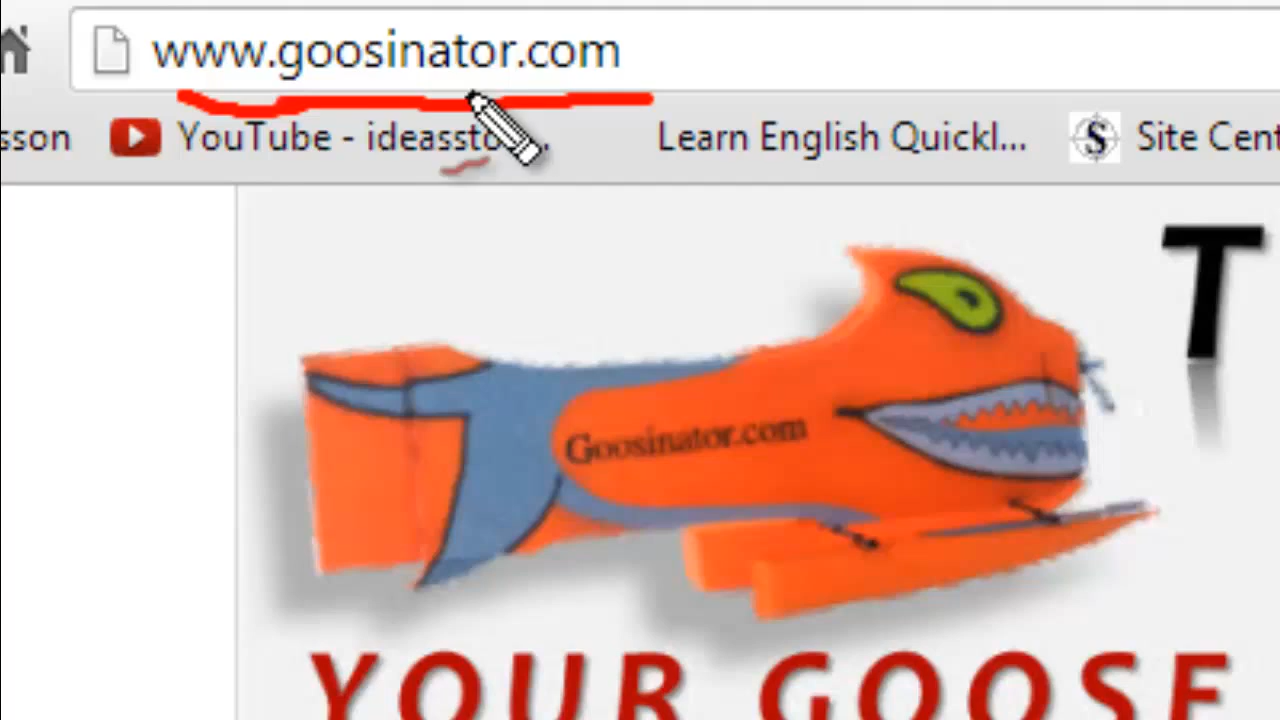 www.goosinator.com
sson YouTube - ideassto... Learn English Quickl... S Site Cent
T
Goosinator.com
YOUR GOOSE